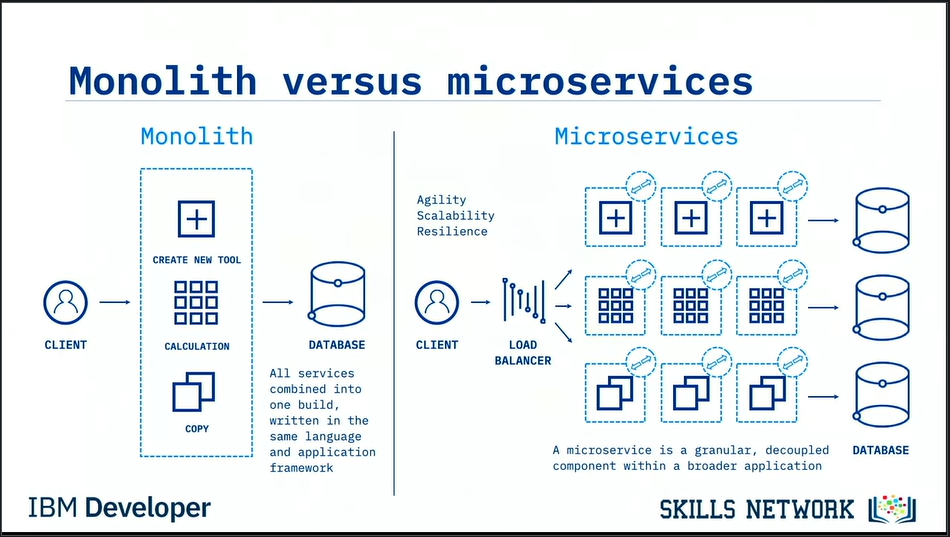 Monolith versus microservices
Monolith
CREATE NEW TOOL
CLIENT
CALCULATION
DATABASE
COPY
All services
combined into
one build,
written in the
same language
and application
framework
Microservices
Agility
Scalability
Resilience
CLIENT
LOAD
BALANCER
DATABASE
A microservice is a granular, decoupled
component within a broader application
IBM Developer
SKILLS NETWORK